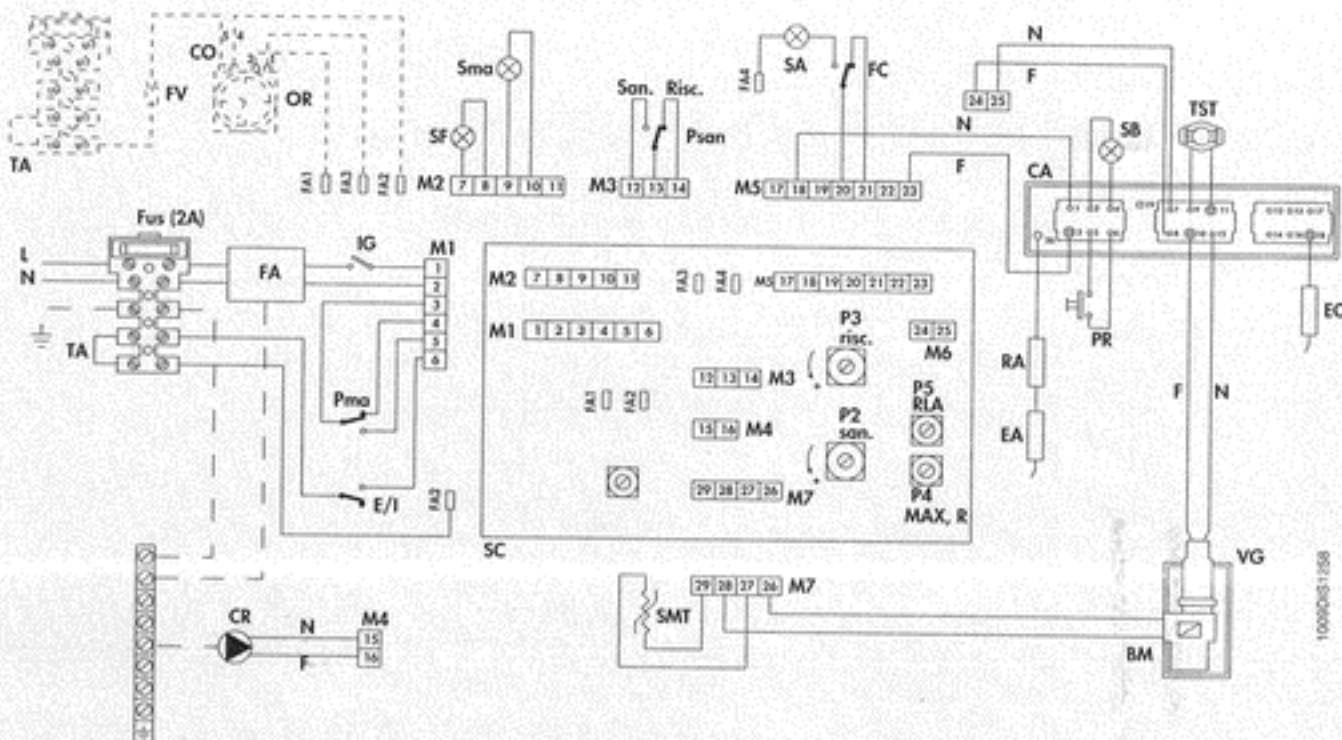 CO
FV
OR
TA
FA1
FA3
FA2
Sma
SF
M2 7 8 9 10 11
San. Risc.
Psan
M3 12 13 14
FA4
SA
FC
M5 17 18 19 20 21 22 23
N
F
24 25
N
F
SB
TST
CA
Fus (2A)
L
N
FA
IG
M1
1
2
3
4
5
6
TA
Pma
E/I
FA2
M2 7 8 9 10 11
FA3
FA4
M5 17 18 19 20 21 22 23
M1 1 2 3 4 5 6
P3
risc.
24 25
M6
12 13 14 M3
FA1
FA2
15 16 M4
P2
san.
P5
RLA
29 28 27 26 M7
P4
MAX, R
SC
PR
RA
EA
EC
F
N
CR
N
F
M4
15
16
SMT
29 28 27 26 M7
BM
VG
1000DIS1258